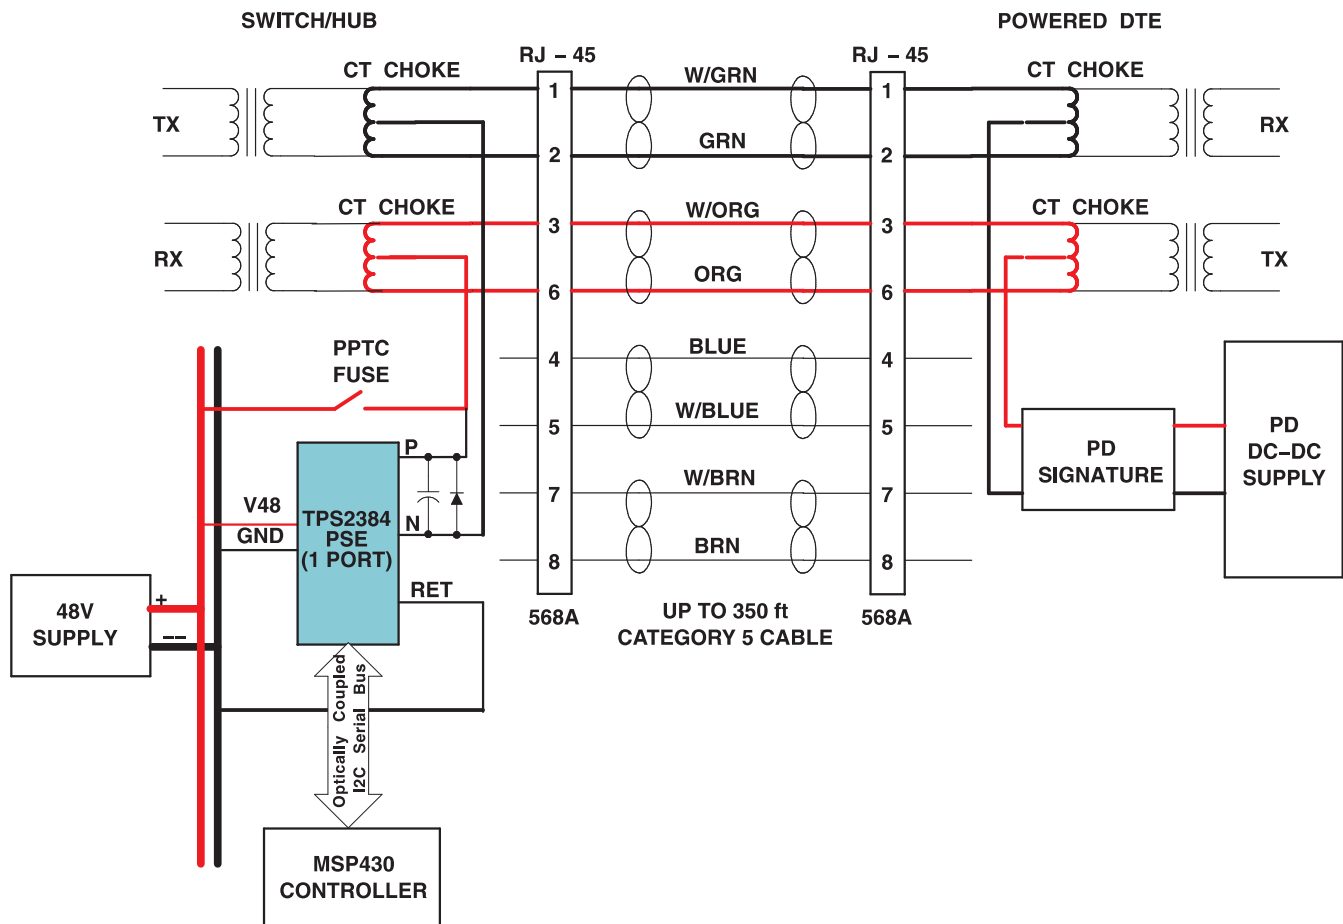 SWITCH/HUB
POWERED DTE
RJ – 45
RJ – 45
CT CHOKE
W/GRN
CT CHOKE
1
1
TX
RX
GRN
2
2
CT CHOKE
W/ORG
CT CHOKE
3
3
RX
TX
ORG
6
6
PPTC
FUSE
BLUE
4
4
W/BLUE
5
5
PD
SIGNATURE
PD
DC–DC
SUPPLY
P
W/BRN
7
7
V48
N
GND
TPS2384
PSE
(1 PORT)
BRN
8
8
RET
568A
568A
UP TO 350 ft
CATEGORY 5 CABLE
48V
SUPPLY
+
––
Optically Coupled
I2C Serial Bus
MSP430
CONTROLLER